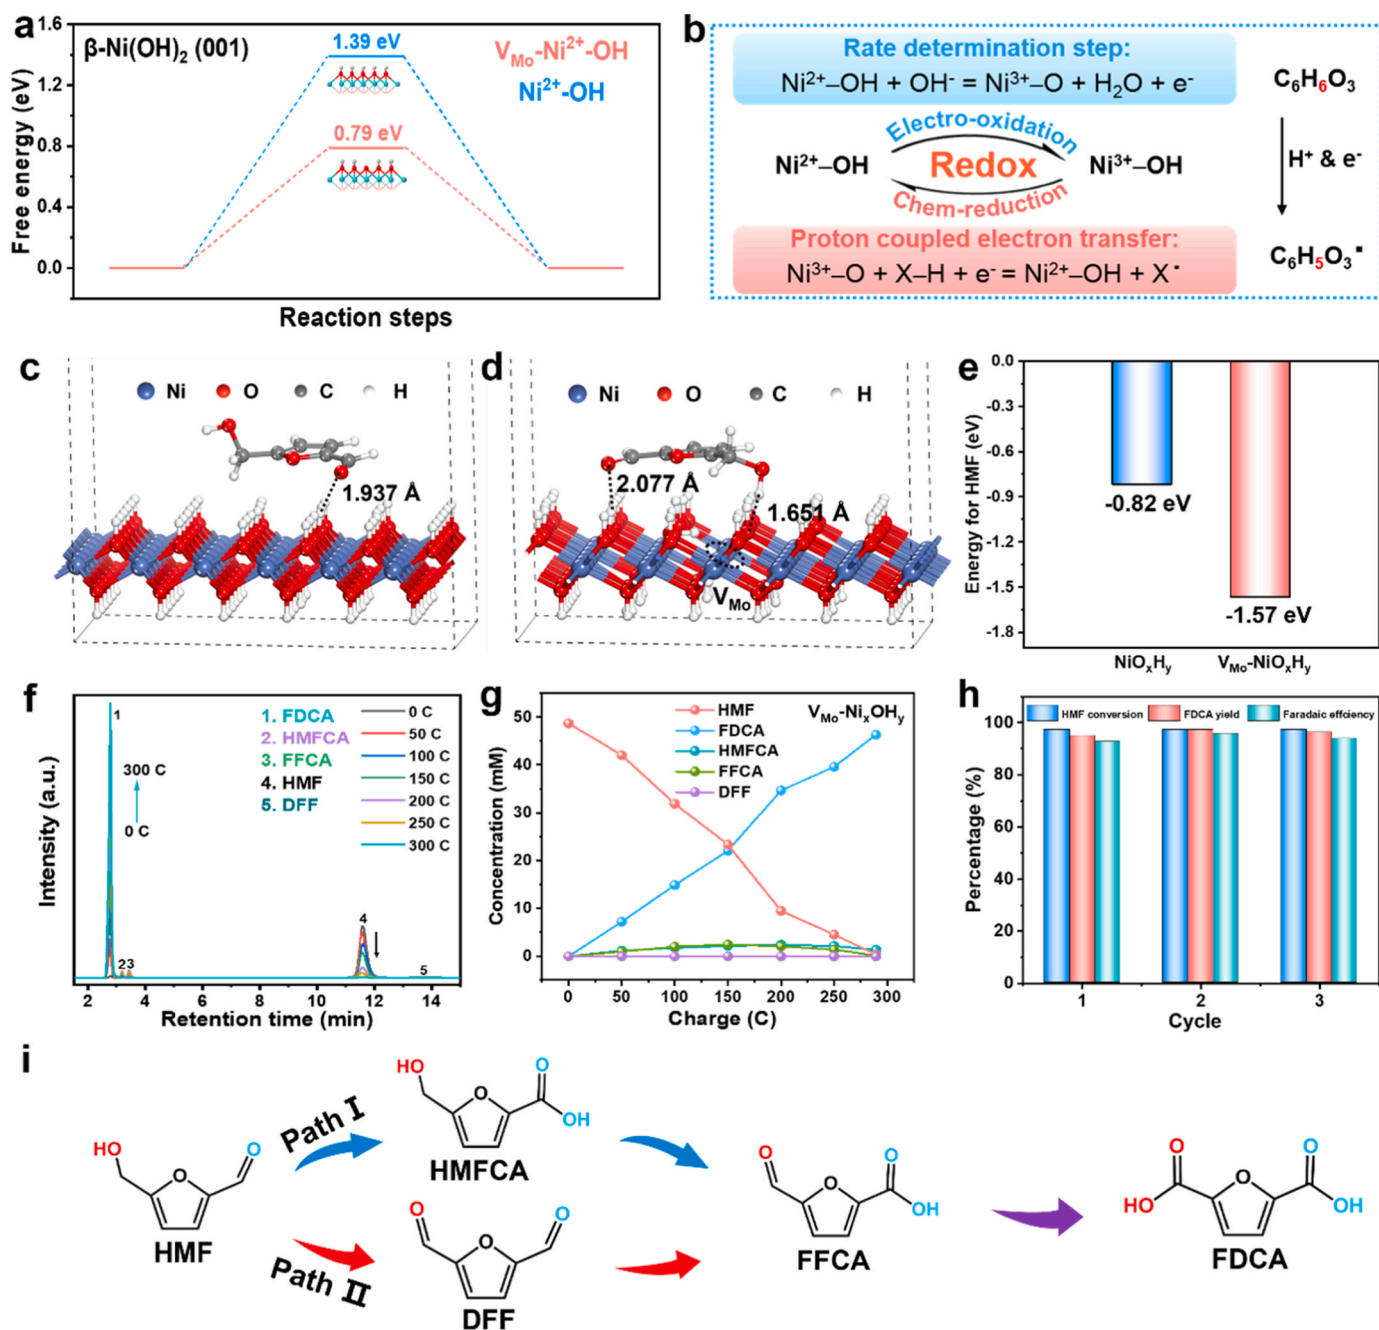 a
β-Ni(OH)₂ (001)
1.39 eV
V_Mo-Ni²⁺-OH
Ni²⁺-OH
0.79 eV
1.6
1.2
0.8
0.4
0.0
Free energy (eV)
Reaction steps
b
Rate determination step:
Ni²⁺–OH + OH⁻ = Ni³⁺–O + H₂O + e⁻
Electro-oxidation
Ni²⁺–OH
Redox
Ni³⁺–OH
Chem-reduction
Proton coupled electron transfer:
Ni³⁺–O + X–H + e⁻ = Ni²⁺–OH + X▪
C₆H₆O₃
H⁺ & e⁻
C₆H₅O₃▪
c
Ni O C H
1.937 Å
d
Ni O C H
2.077 Å
1.651 Å
V_Mo
e
0.0
-0.3
-0.6
-0.9
-1.2
-1.5
-1.8
Energy for HMF (eV)
-0.82 eV
-1.57 eV
NiOₓHᵧ
V_Mo-NiOₓHᵧ
f
1
1. FDCA
2. HMFCA
3. FFCA
4. HMF
5. DFF
0 C
50 C
100 C
150 C
200 C
250 C
300 C
300 C
0 C
23
4
5
Intensity (a.u.)
2 4 6 8 10 12 14
Retention time (min)
g
HMF
FDCA
HMFCA
FFCA
DFF
V_Mo-NiₓOHᵧ
50
40
30
20
10
0
Concentration (mM)
0 50 100 150 200 250 300
Charge (C)
h
HMF conversion
FDCA yield
Faradaic effciency
100
80
60
40
20
0
Percentage (%)
1 2 3
Cycle
i
HO
O
O
HMF
Path I
HO
O
O
OH
HMFCA
Path II
O
O
O
DFF
O
O
O
OH
FFCA
O
O
O
HO
OH
FDCA